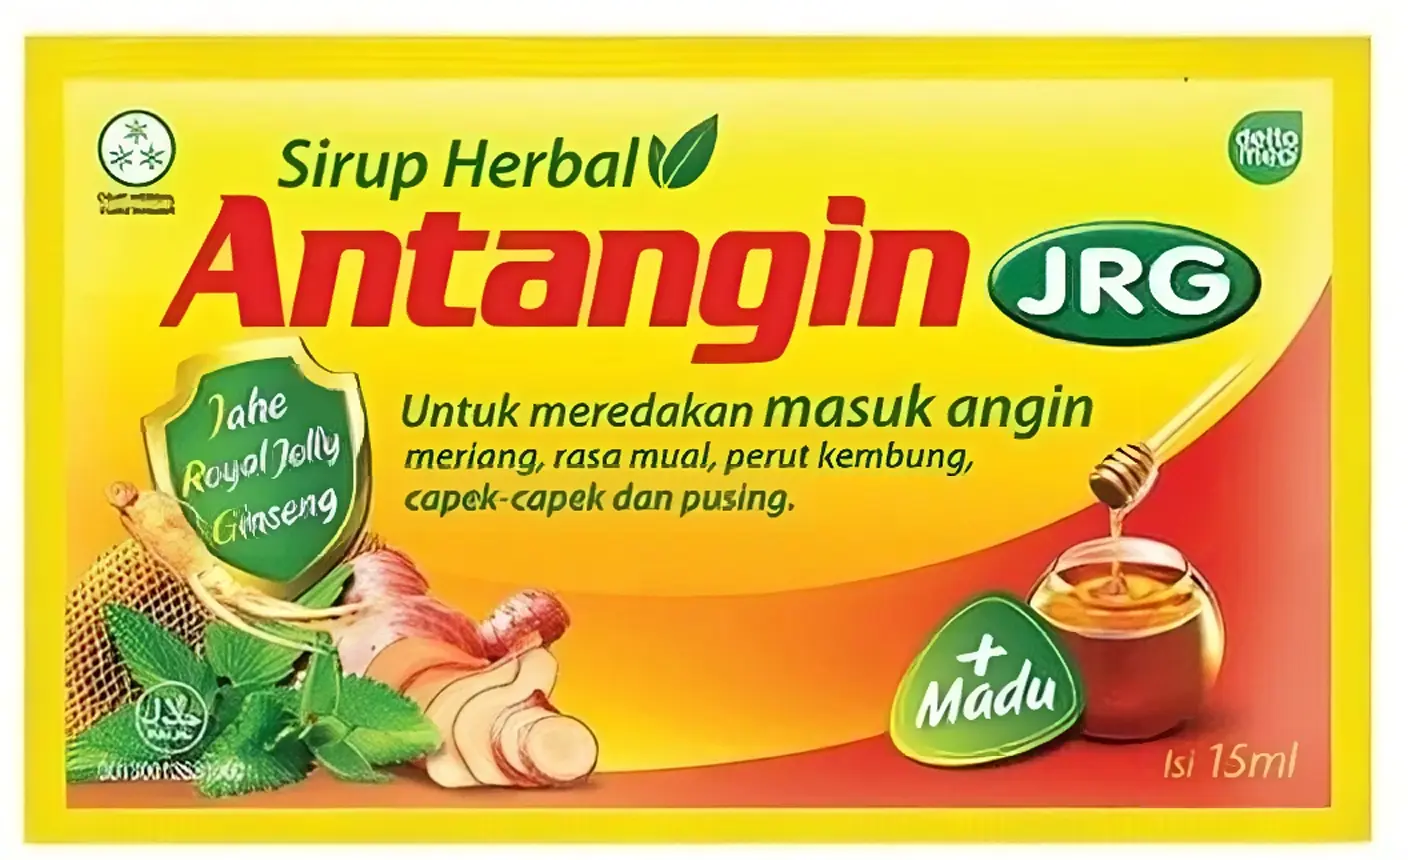 Sirup Herbal
Antangin JRG
Jahe
Royal Jelly
Ginseng
Untuk meredakan masuk angin
meriang, rasa mual, perut kembung,
capek-capek dan pusing.
+
Madu
حلال
Isi 15ml